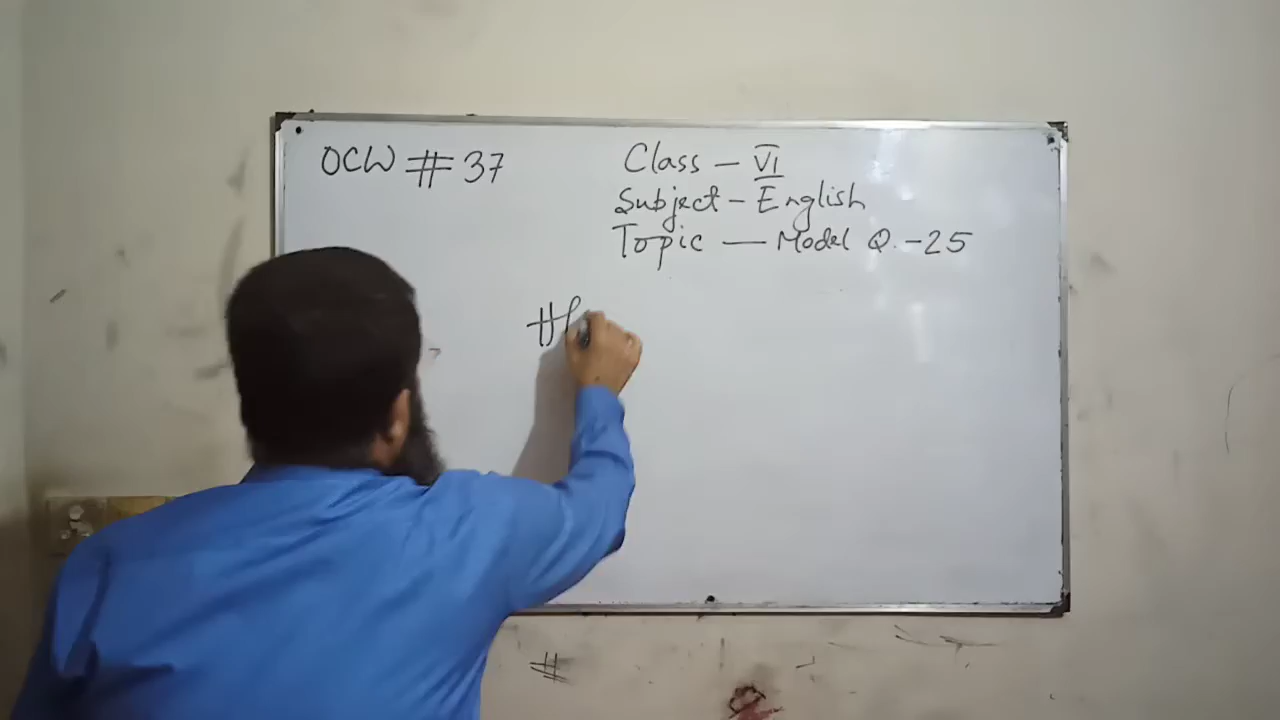 OCW # 37
Class - VI
Subject - English
Topic — Model Q. - 25
#
#